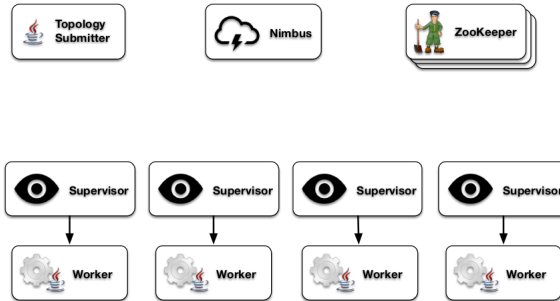 Topology
Submitter
Nimbus
ZooKeeper
Supervisor
Supervisor
Supervisor
Supervisor
Worker
Worker
Worker
Worker